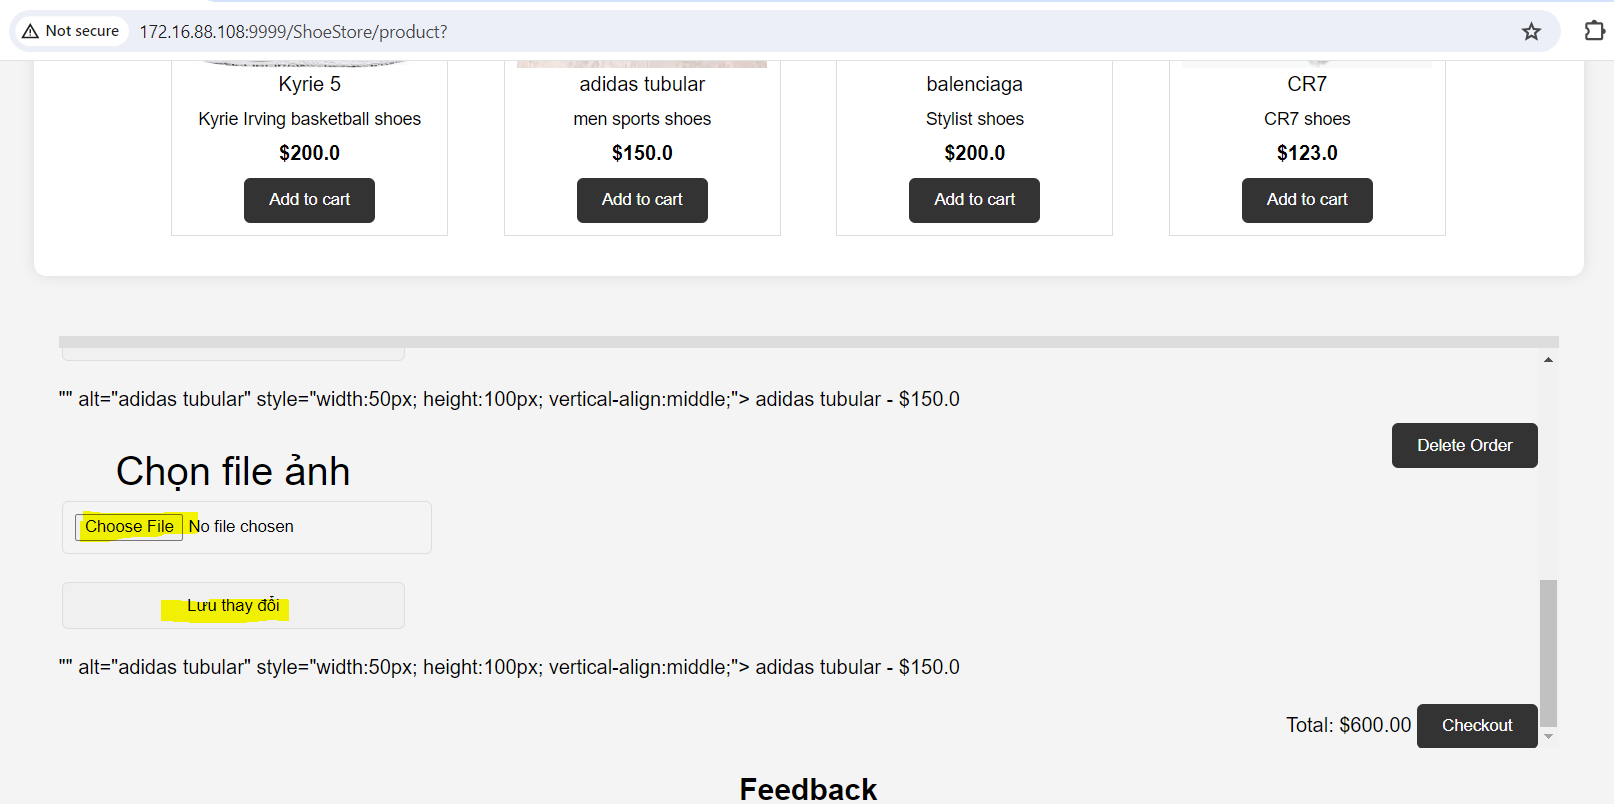 Not secure 172.16.88.108:9999/ShoeStore/product?
Kyrie 5
Kyrie Irving basketball shoes
$200.0
Add to cart
adidas tubular
men sports shoes
$150.0
Add to cart
balenciaga
Stylist shoes
$200.0
Add to cart
CR7
CR7 shoes
$123.0
Add to cart
"" alt="adidas tubular" style="width:50px; height:100px; vertical-align:middle;"> adidas tubular - $150.0
Delete Order
Chọn file ảnh
Choose File No file chosen
Lưu thay đổi
"" alt="adidas tubular" style="width:50px; height:100px; vertical-align:middle;"> adidas tubular - $150.0
Total: $600.00 Checkout
Feedback